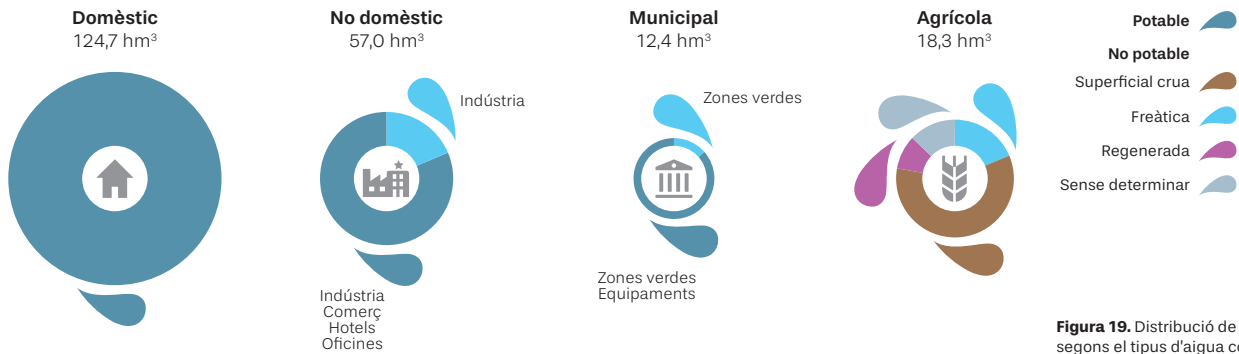 Domèstic
124,7 hm³
No domèstic
57,0 hm³
Indústria
Indústria
Comerç
Hotels
Oficines
Municipal
12,4 hm³
Zones verdes
Zones verdes
Equipaments
Agrícola
18,3 hm³
Potable
No potable
Superficial crua
Freàtica
Regenerada
Sense determinar
Figura 19. Distribució de
segons el tipus d'aigua